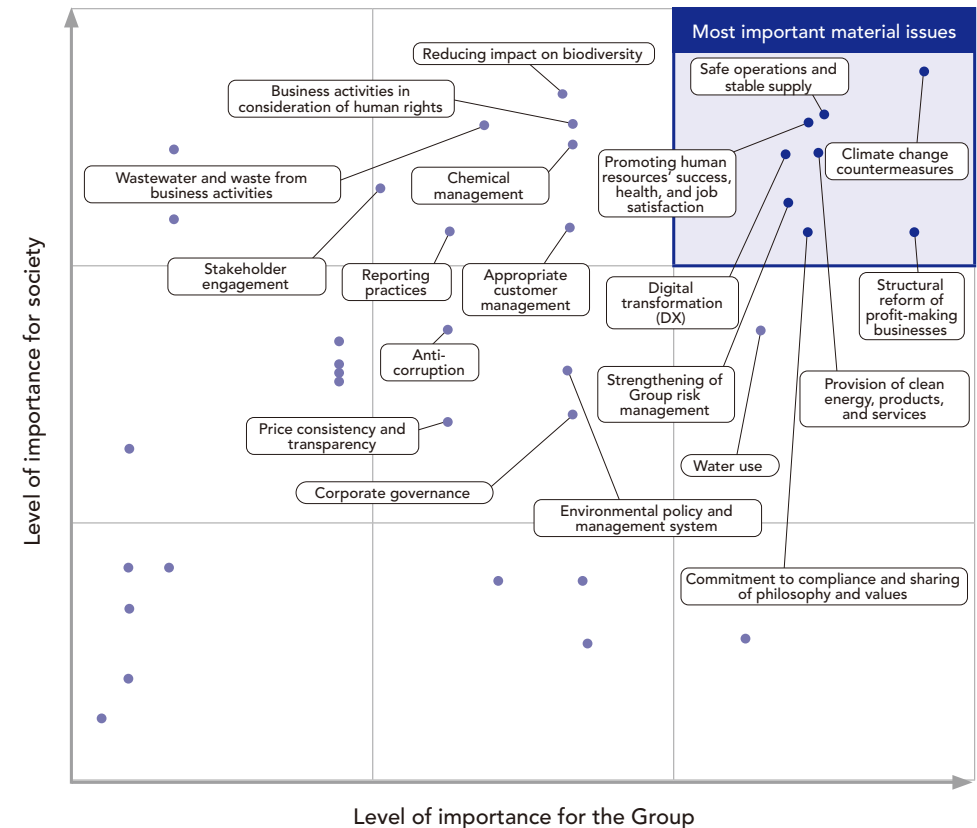 Most important material issues
Reducing impact on biodiversity
Safe operations and
stable supply
Business activities in
consideration of human rights
Climate change
countermeasures
Promoting human
resources' success,
health, and job
satisfaction
Wastewater and waste from
business activities
Chemical
management
Stakeholder
engagement
Reporting
practices
Appropriate
customer
management
Digital
transformation
(DX)
Structural
reform of
profit-making
businesses
Anti-
corruption
Strengthening of
Group risk
management
Provision of clean
energy, products,
and services
Price consistency and
transparency
Water use
Corporate governance
Environmental policy and
management system
Commitment to compliance and sharing
of philosophy and values
Level of importance for society
Level of importance for the Group